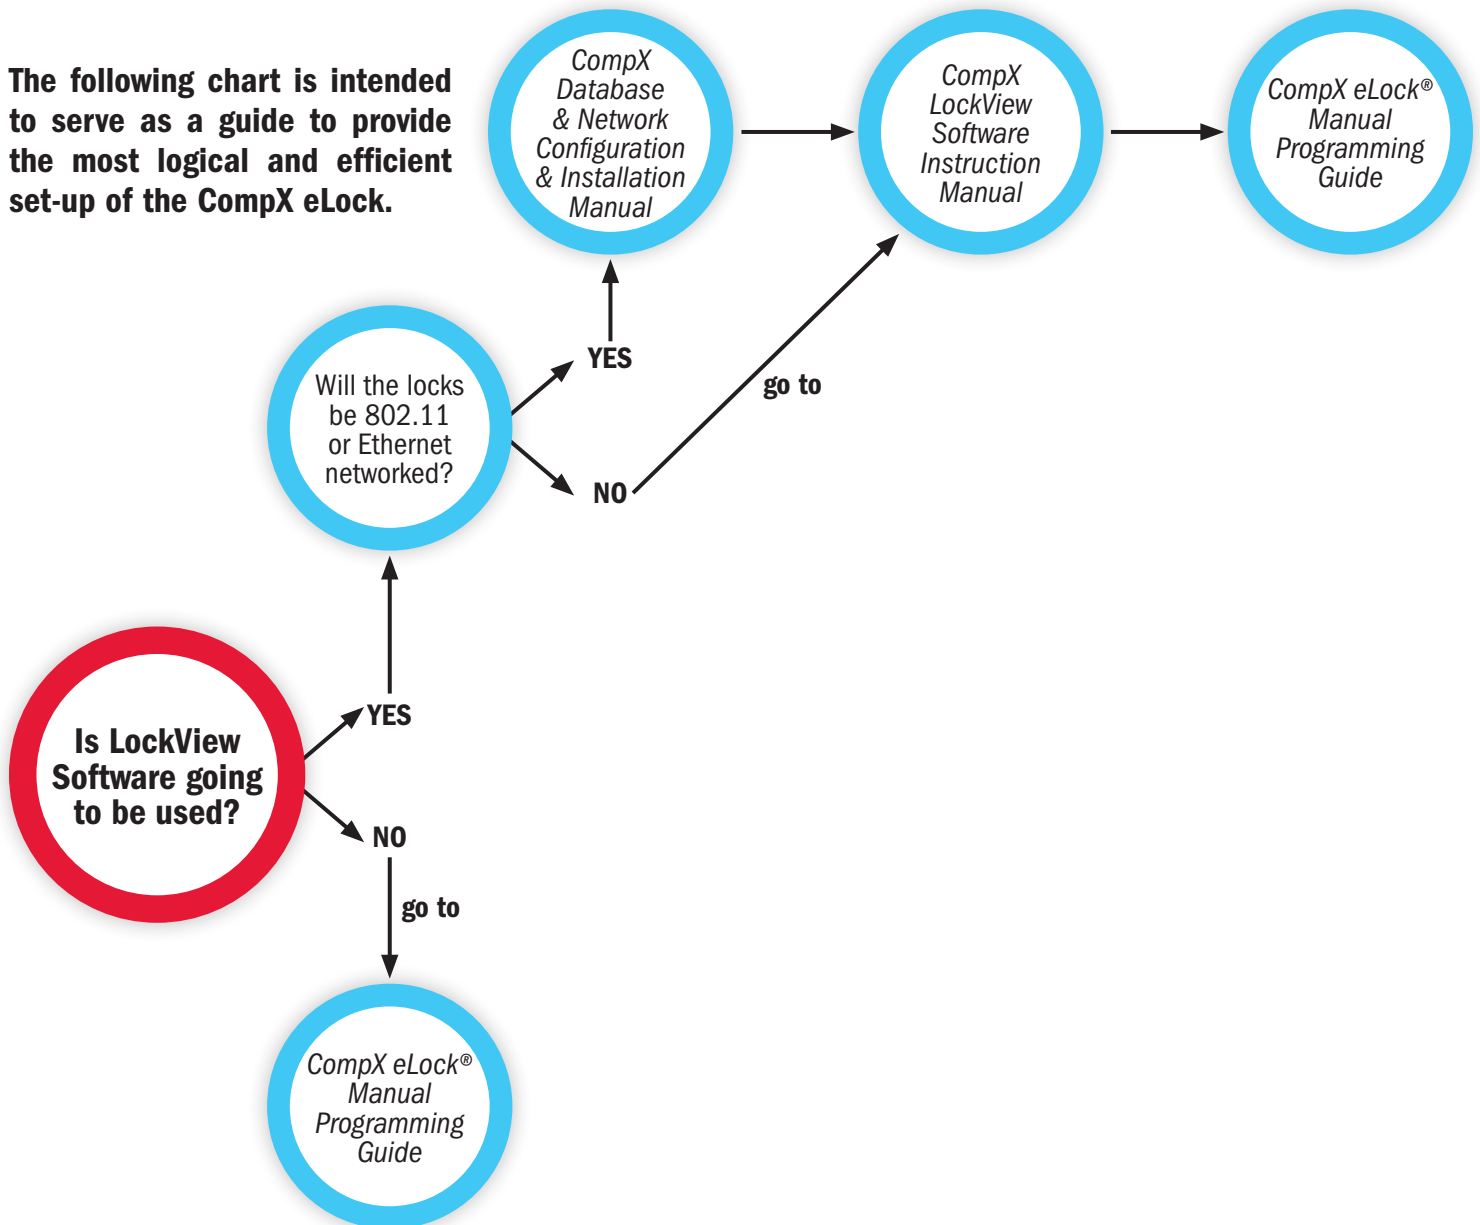 The following chart is intended
to serve as a guide to provide
the most logical and efficient
set-up of the CompX eLock.
CompX
Database
& Network
Configuration
& Installation
Manual
CompX
LockView
Software
Instruction
Manual
CompX eLock®
Manual
Programming
Guide
Will the locks
be 802.11
or Ethernet
networked?
YES
go to
NO
Is LockView
Software going
to be used?
YES
NO
go to
CompX eLock®
Manual
Programming
Guide